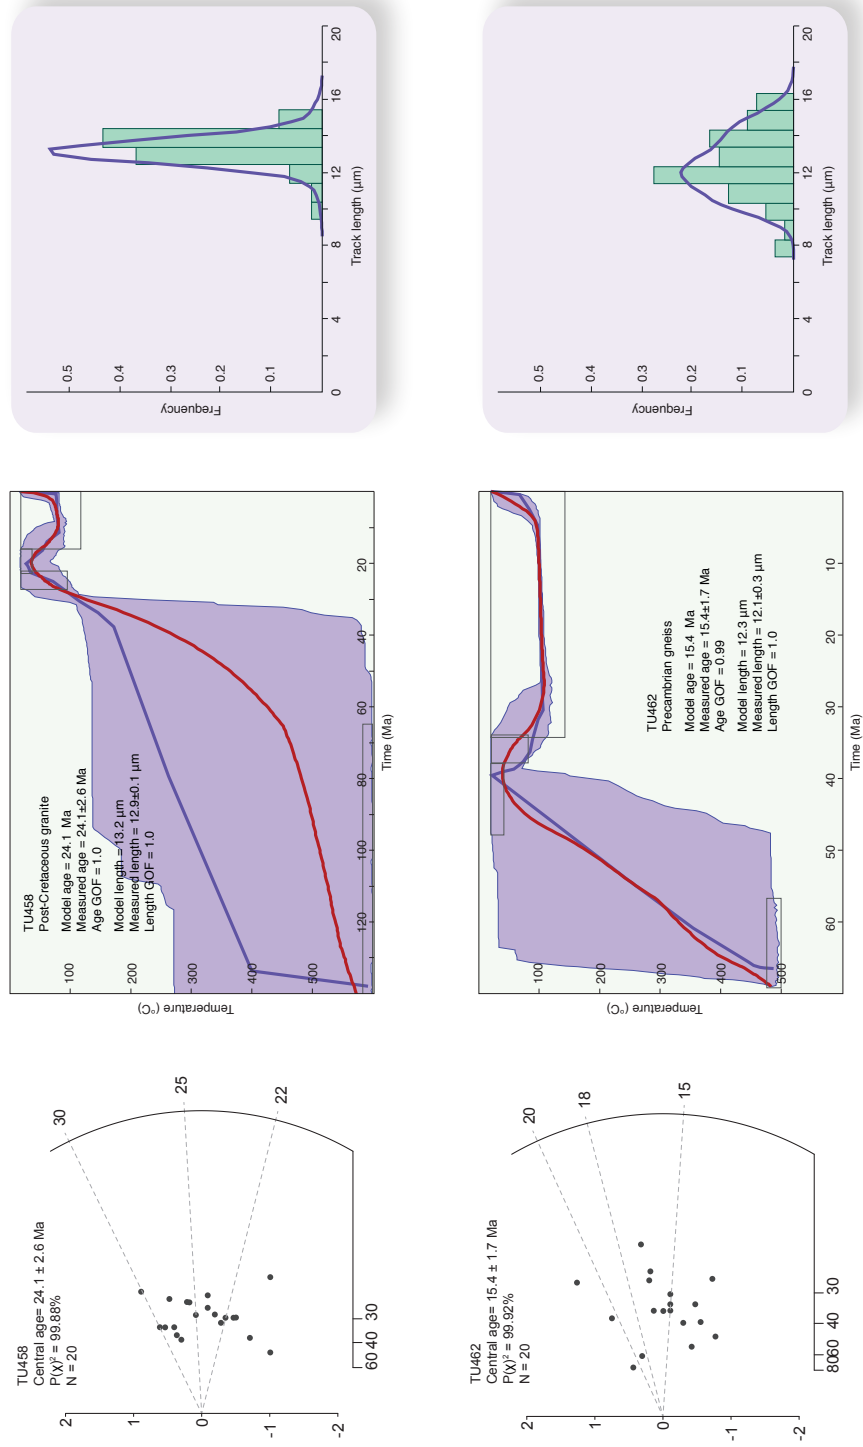 TU458
Central age= 24.1 ± 2.6 Ma
P(χ)² = 99.88%
N = 20
2
1
0
-1
-2
60
40
30
30
25
22
TU458
Post-Cretaceous granite
Model age = 24.1 Ma
Measured age = 24.1±2.6 Ma
Age GOF = 1.0
Model length = 13.2 µm
Measured length = 12.9±0.1 µm
Length GOF = 1.0
Temperature (°C)
100
200
300
400
500
120
100
80
60
40
20
Time (Ma)
Frequency
0.5
0.4
0.3
0.2
0.1
0
4
8
12
16
20
Track length (µm)
TU462
Central age= 15.4 ± 1.7 Ma
P(χ)² = 99.92%
N = 20
2
1
0
-1
-2
80
60
40
30
20
18
15
TU462
Precambrian gneiss
Model age = 15.4 Ma
Measured age = 15.4±1.7 Ma
Age GOF = 0.99
Model length = 12.3 µm
Measured length = 12.1±0.3 µm
Length GOF = 1.0
Temperature (°C)
100
200
300
400
500
60
50
40
30
20
10
Time (Ma)
Frequency
0.5
0.4
0.3
0.2
0.1
0
4
8
12
16
20
Track length (µm)